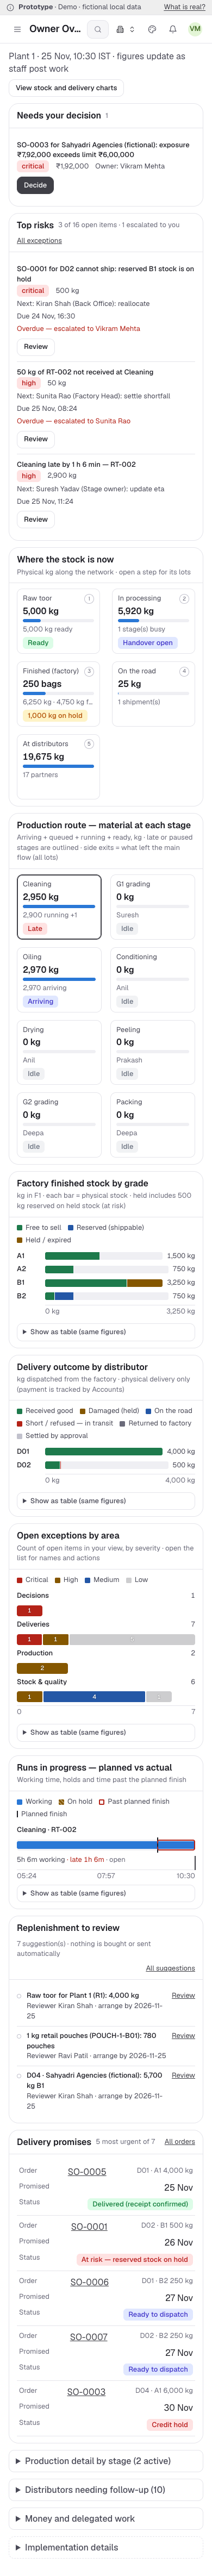 Prototype · Demo · fictional local data What is real?
Owner Ov... VM
Plant 1 · 25 Nov, 10:30 IST · figures update as
staff post work
View stock and delivery charts
Needs your decision 1
SO-0003 for Sahyadri Agencies (fictional): exposure
₹7,92,000 exceeds limit ₹6,00,000
critical ₹1,92,000 Owner: Vikram Mehta
Decide
Top risks 3 of 16 open items · 1 escalated to you
All exceptions
SO-0001 for D02 cannot ship: reserved B1 stock is on
hold
critical 500 kg
Next: Kiran Shah (Back Office): reallocate
Due 24 Nov, 16:30
Overdue — escalated to Vikram Mehta
Review
50 kg of RT-002 not received at Cleaning
high 50 kg
Next: Sunita Rao (Factory Head): settle shortfall
Due 25 Nov, 08:24
Overdue — escalated to Sunita Rao
Review
Cleaning late by 1 h 6 min — RT-002
high 2,900 kg
Next: Suresh Yadav (Stage owner): update eta
Due 25 Nov, 11:24
Review
Where the stock is now
Physical kg along the network · open a step for its lots
Raw toor 1
5,000 kg
5,000 kg ready
Ready
In processing 2
5,920 kg
1 stage(s) busy
Handover open
Finished (factory) 3
250 bags
6,250 kg · 4,750 kg f...
1,000 kg on hold
On the road 4
25 kg
1 shipment(s)
At distributors 5
19,675 kg
17 partners
Production route — material at each stage
Arriving + queued + running + ready, kg · late or paused
stages are outlined · side exits = what left the main
flow (all lots)
Cleaning
2,950 kg
2,900 running +1
Late
G1 grading
0 kg
Suresh
Idle
Oiling
2,970 kg
2,970 arriving
Arriving
Conditioning
0 kg
Anil
Idle
Drying
0 kg
Anil
Idle
Peeling
0 kg
Prakash
Idle
G2 grading
0 kg
Deepa
Idle
Packing
0 kg
Deepa
Idle
Factory finished stock by grade
kg in F1 · each bar = physical stock · held includes 500
kg reserved on held stock (at risk)
Free to sell Reserved (shippable)
Held / expired
A1 1,500 kg
A2 750 kg
B1 3,250 kg
B2 750 kg
0 kg 3,250 kg
▶ Show as table (same figures)
Delivery outcome by distributor
kg dispatched from the factory · physical delivery only
(payment is tracked by Accounts)
Received good Damaged (held) On the road
Short / refused — in transit Returned to factory
Settled by approval
D01 4,000 kg
D02 500 kg
0 kg 4,000 kg
▶ Show as table (same figures)
Open exceptions by area
Count of open items in your view, by severity · open the
list for names and actions
Critical High Medium Low
Decisions 1
1
Deliveries 7
1 1
Production 2
2
Stock & quality 6
1 4
0 7
▶ Show as table (same figures)
Runs in progress — planned vs actual
Working time, holds and time past the planned finish
Working On hold Past planned finish
Planned finish
Cleaning · RT-002
5h 6m working · late 1h 6m · open
05:24 07:57 10:30
▶ Show as table (same figures)
Replenishment to review
7 suggestion(s) · nothing is bought or sent
automatically
All suggestions
Raw toor for Plant 1 (R1): 4,000 kg Review
Reviewer Kiran Shah · arrange by 2026-11-
25
1 kg retail pouches (POUCH-1-B01): 780 Review
pouches
Reviewer Ravi Patil · arrange by 2026-11-25
D04 · Sahyadri Agencies (fictional): 5,700 Review
kg B1
Reviewer Kiran Shah · arrange by 2026-11-
25
Delivery promises 5 most urgent of 7 All orders
Order SO-0005 D01 · A1 4,000 kg
Promised 25 Nov
Status Delivered (receipt confirmed)
Order SO-0001 D02 · B1 500 kg
Promised 26 Nov
Status At risk — reserved stock on hold
Order SO-0006 D01 · B2 250 kg
Promised 27 Nov
Status Ready to dispatch
Order SO-0007 D02 · B2 250 kg
Promised 27 Nov
Status Ready to dispatch
Order SO-0003 D04 · A1 6,000 kg
Promised 30 Nov
Status Credit hold
▶ Production detail by stage (2 active)
▶ Distributors needing follow-up (10)
▶ Money and delegated work
▶ Implementation details